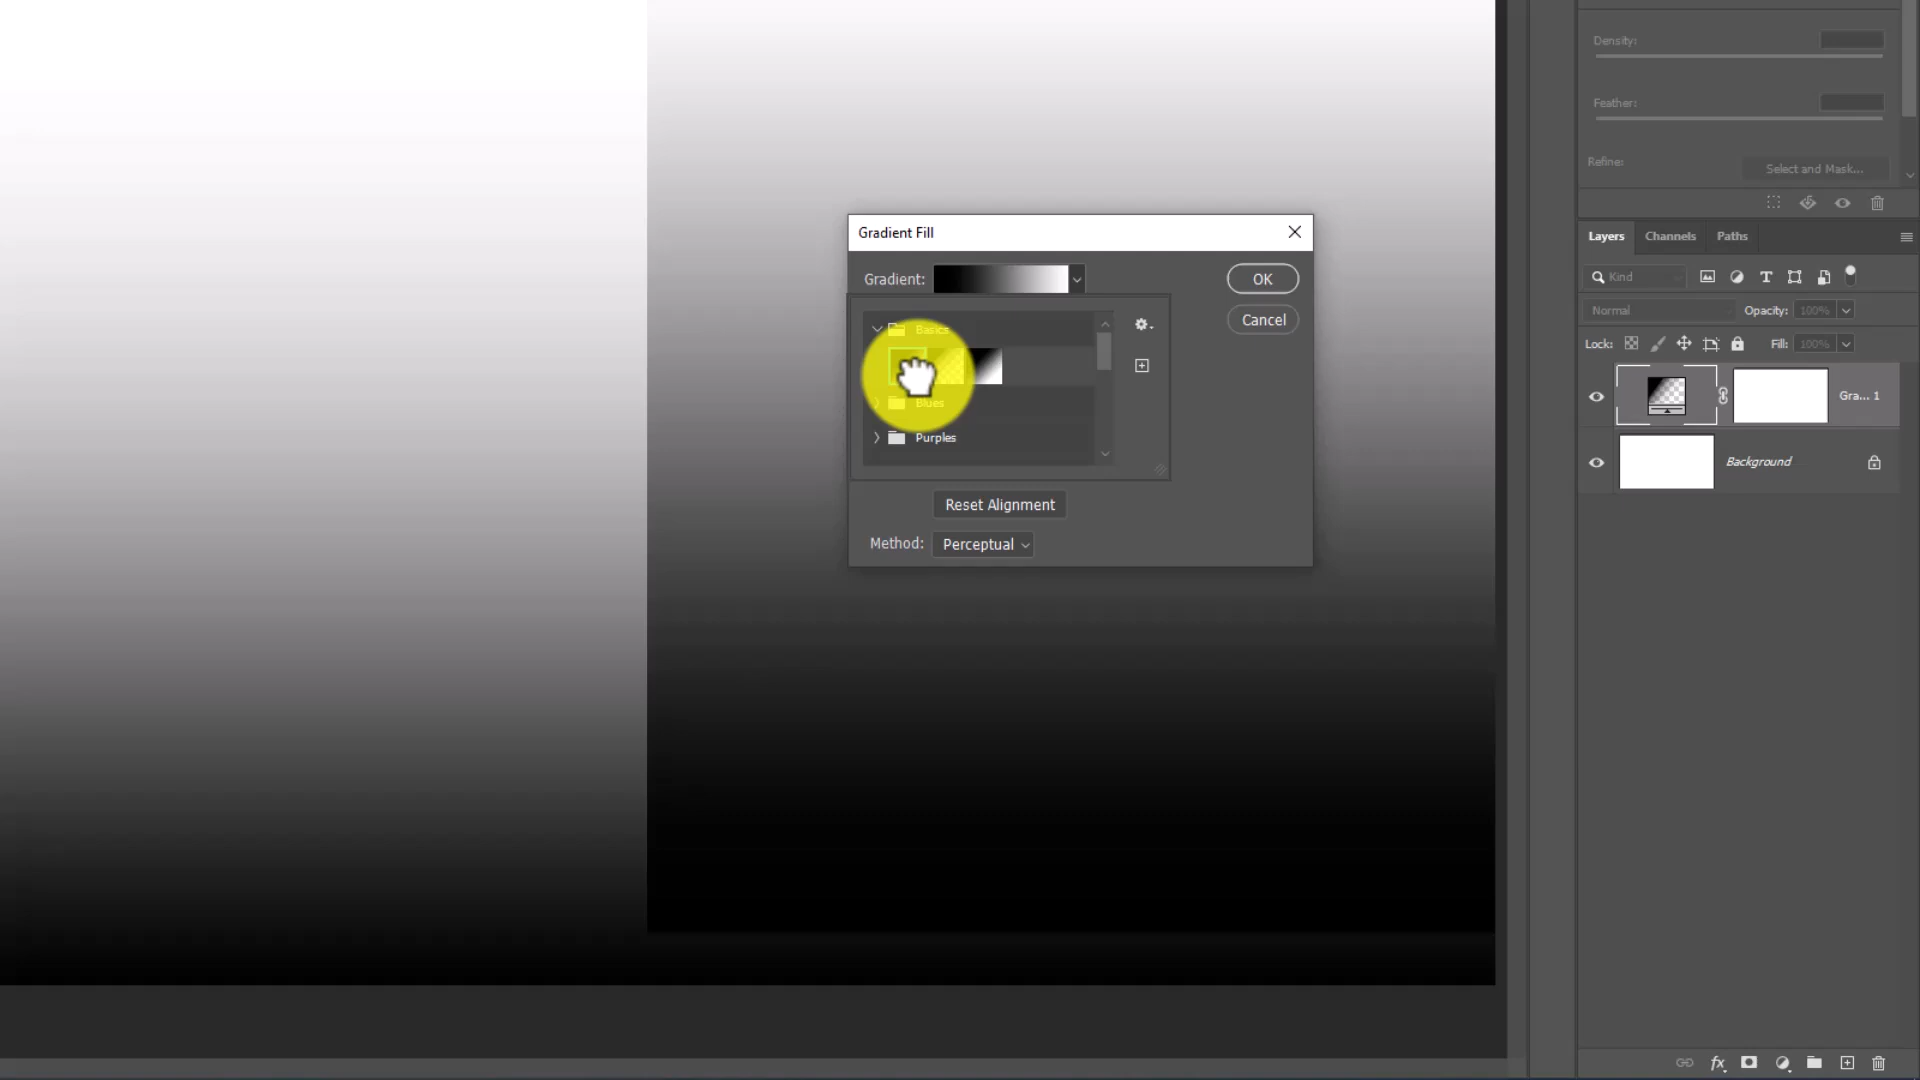 Density:
Feather:
Refine:
Select and Mask...
Layers
Channels
Paths
Kind
Normal
Opacity:
100%
Lock:
Fill:
100%
Gra... 1
Background
Gradient Fill
Gradient:
OK
Cancel
Basics
Blues
Purples
Reset Alignment
Method:
Perceptual
fx